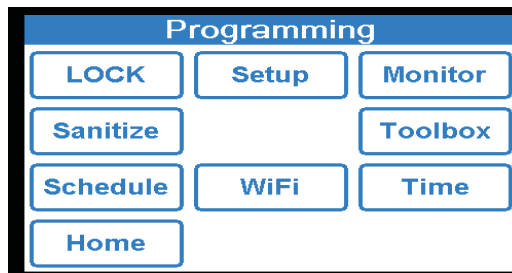 Programming
LOCK Setup Monitor
Sanitize Toolbox
Schedule WiFi Time
Home